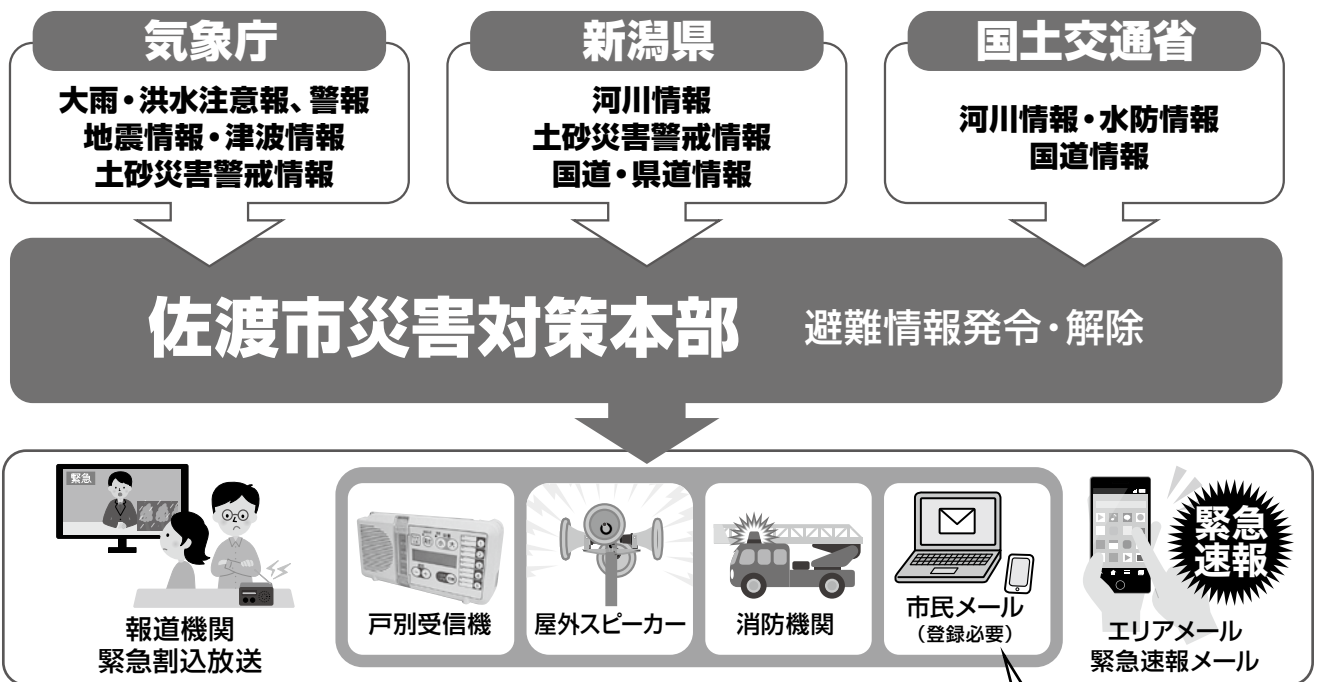 気象庁
大雨・洪水注意報、警報
地震情報・津波情報
土砂災害警戒情報
新潟県
河川情報
土砂災害警戒情報
国道・県道情報
国土交通省
河川情報・水防情報
国道情報
佐渡市災害対策本部
避難情報発令・解除
緊急
報道機関
緊急割込放送
戸別受信機
屋外スピーカー
消防機関
市民メール
（登録必要）
緊急
速報
エリアメール
緊急速報メール